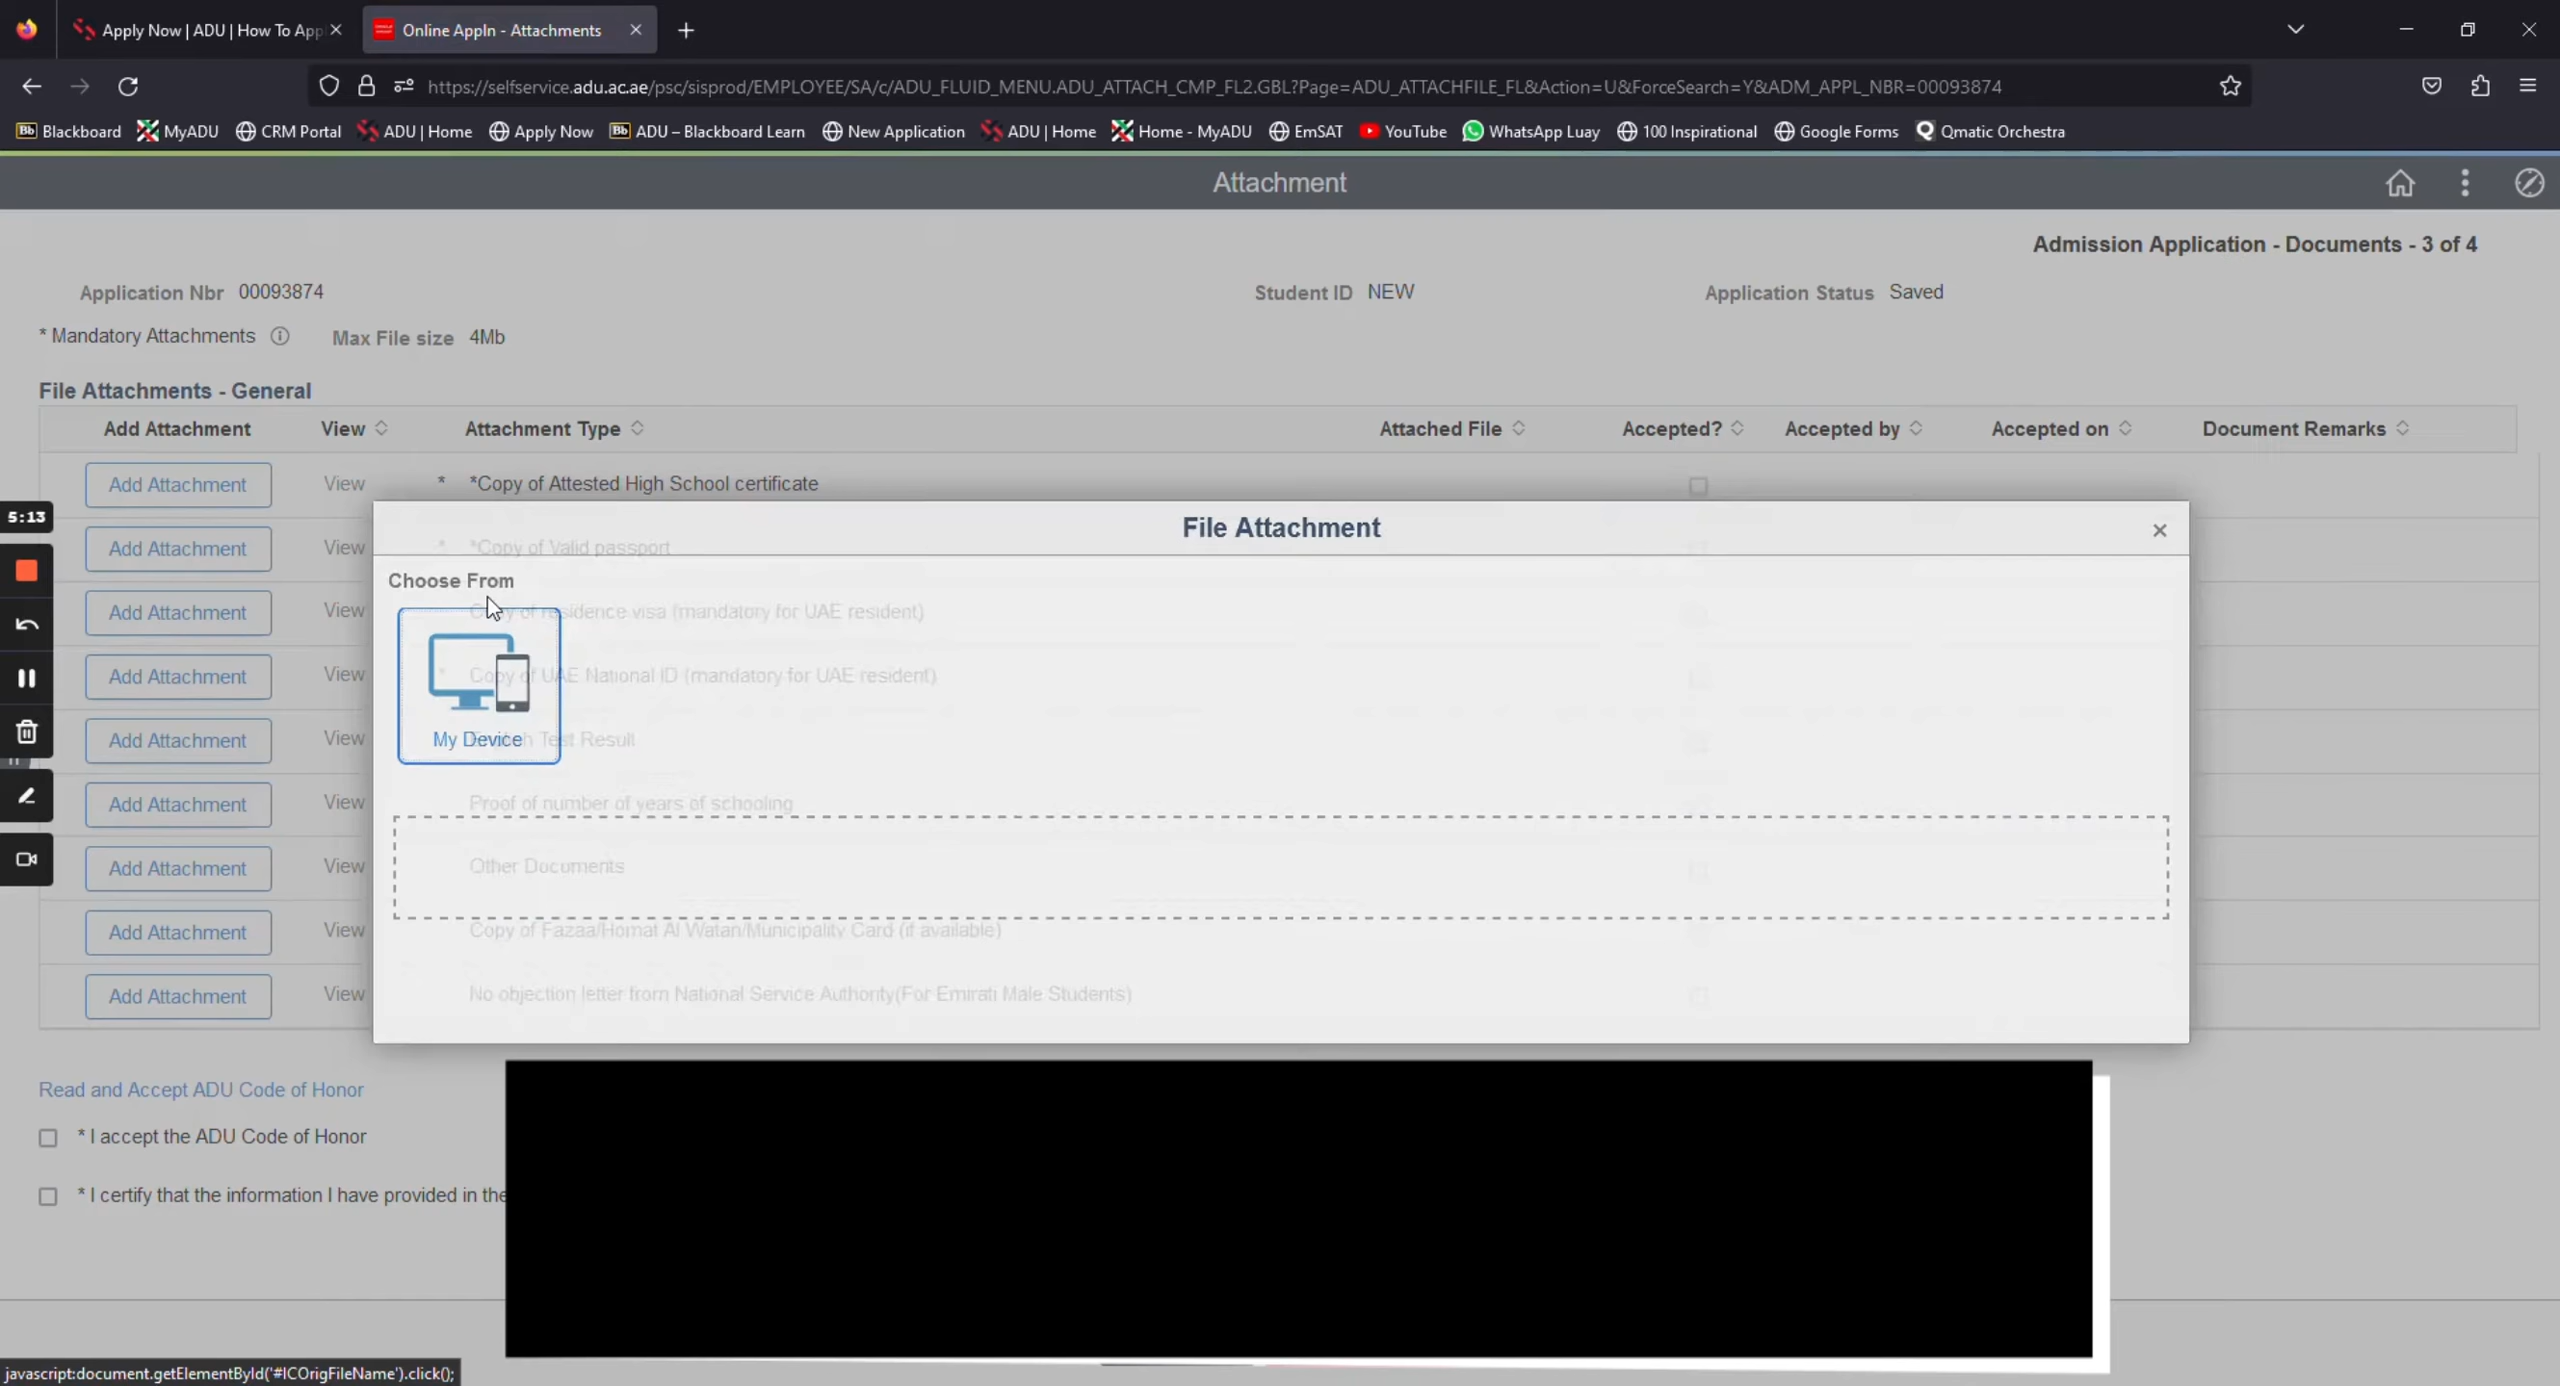 Apply Now | ADU | How To App
Online Appln - Attachments
https://selfservice.adu.ac.ae/psc/sisprod/EMPLOYEE/SA/c/ADU_FLUID_MENU.ADU_ATTACH_CMP_FL2.GBL?Page=ADU_ATTACHFILE_FL&Action=U&ForceSearch=Y&ADM_APPL_NBR=00093874
Bb Blackboard MyADU CRM Portal ADU | Home Apply Now Bb ADU – Blackboard Learn New Application ADU | Home Home - MyADU EmSAT YouTube WhatsApp Luay 100 Inspirational Google Forms Qmatic Orchestra
Attachment
Admission Application - Documents - 3 of 4
Application Nbr 00093874 Student ID NEW Application Status Saved
* Mandatory Attachments Max File size 4Mb
File Attachments - General
Add Attachment View Attachment Type Attached File Accepted? Accepted by Accepted on Document Remarks
Add Attachment View * *Copy of Attested High School certificate
5:13
File Attachment
Add Attachment View * *Copy of Valid passport
Choose From
Add Attachment View Copy of residence visa (mandatory for UAE resident)
Add Attachment View * Copy of UAE National ID (mandatory for UAE resident)
Add Attachment View My Device Test Result
Add Attachment View Proof of number of years of schooling
Add Attachment View Other Documents
Add Attachment View Copy of Fazaa/Homat Al Watan/Municipality Card (if available)
Add Attachment View No objection letter from National Service Authority(For Emirati Male Students)
Read and Accept ADU Code of Honor
* I accept the ADU Code of Honor
* I certify that the information I have provided in the
javascript:document.getElementById('#ICOrigFileName').click();